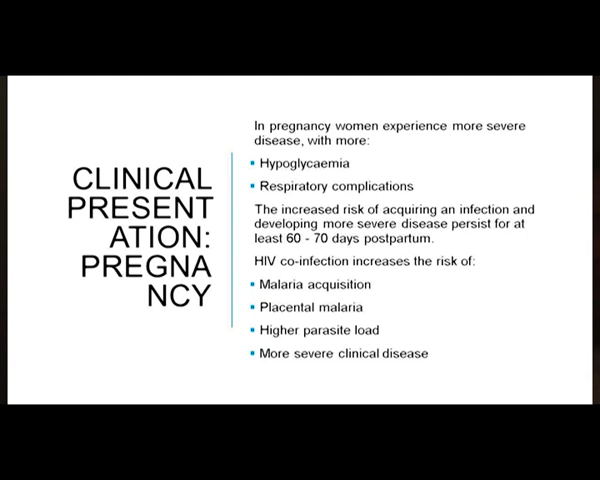 CLINICAL
PRESENT
ATION:
PREGNA
NCY
In pregnancy women experience more severe
disease, with more:
▪ Hypoglycaemia
▪ Respiratory complications
The increased risk of acquiring an infection and
developing more severe disease persist for at
least 60 - 70 days postpartum.
HIV co-infection increases the risk of:
▪ Malaria acquisition
▪ Placental malaria
▪ Higher parasite load
▪ More severe clinical disease